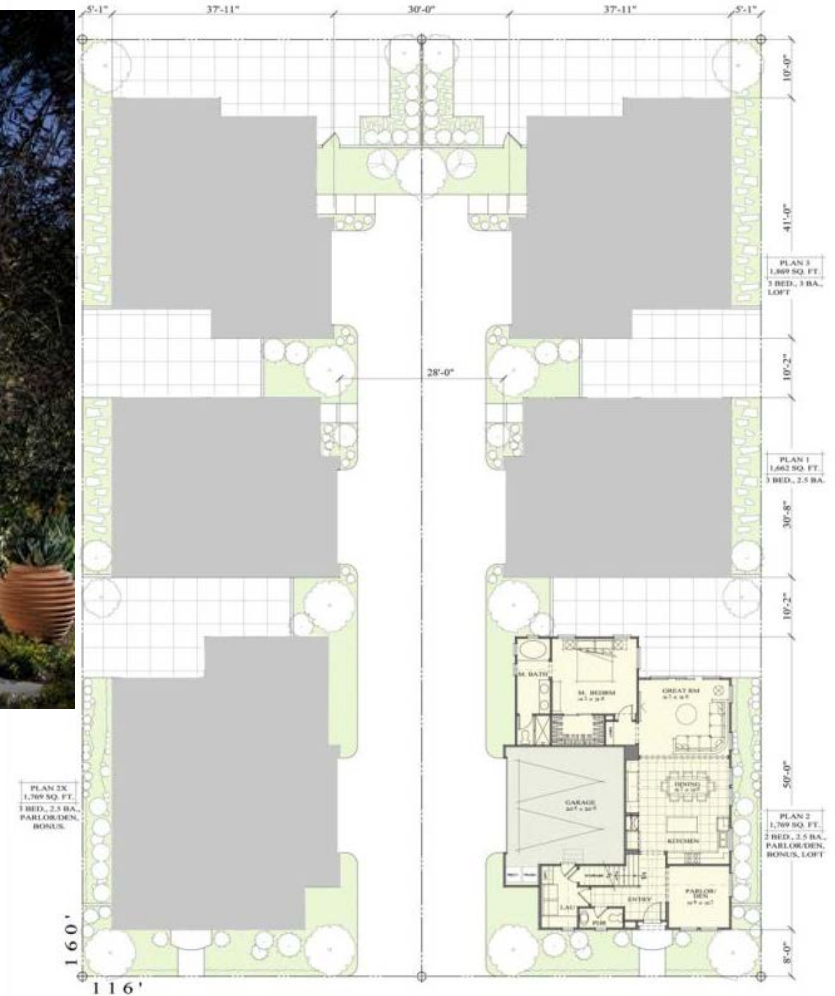 5'-1"
37'-11"
30'-0"
37'-11"
5'-1"
10'-0"
41'-0"
PLAN 3
1,869 SQ. FT.
3 BED., 3 BA.,
LOFT
10'-2"
28'-0"
PLAN 1
1,662 SQ. FT.
3 BED., 2.5 BA.
30'-8"
10'-2"
M. BATH
M. BEDRM
GREAT RM
50'-0"
PLAN 2X
1,769 SQ. FT.
3 BED., 2.5 BA.,
PARLOR/DEN,
BONUS.
DINING
GARAGE
KITCHEN
PLAN 2
1,769 SQ. FT.
2 BED., 2.5 BA.,
PARLOR/DEN,
BONUS, LOFT
PARLOR/
DEN
ENTRY
LAU
PDR
8'-0"
160'
116'